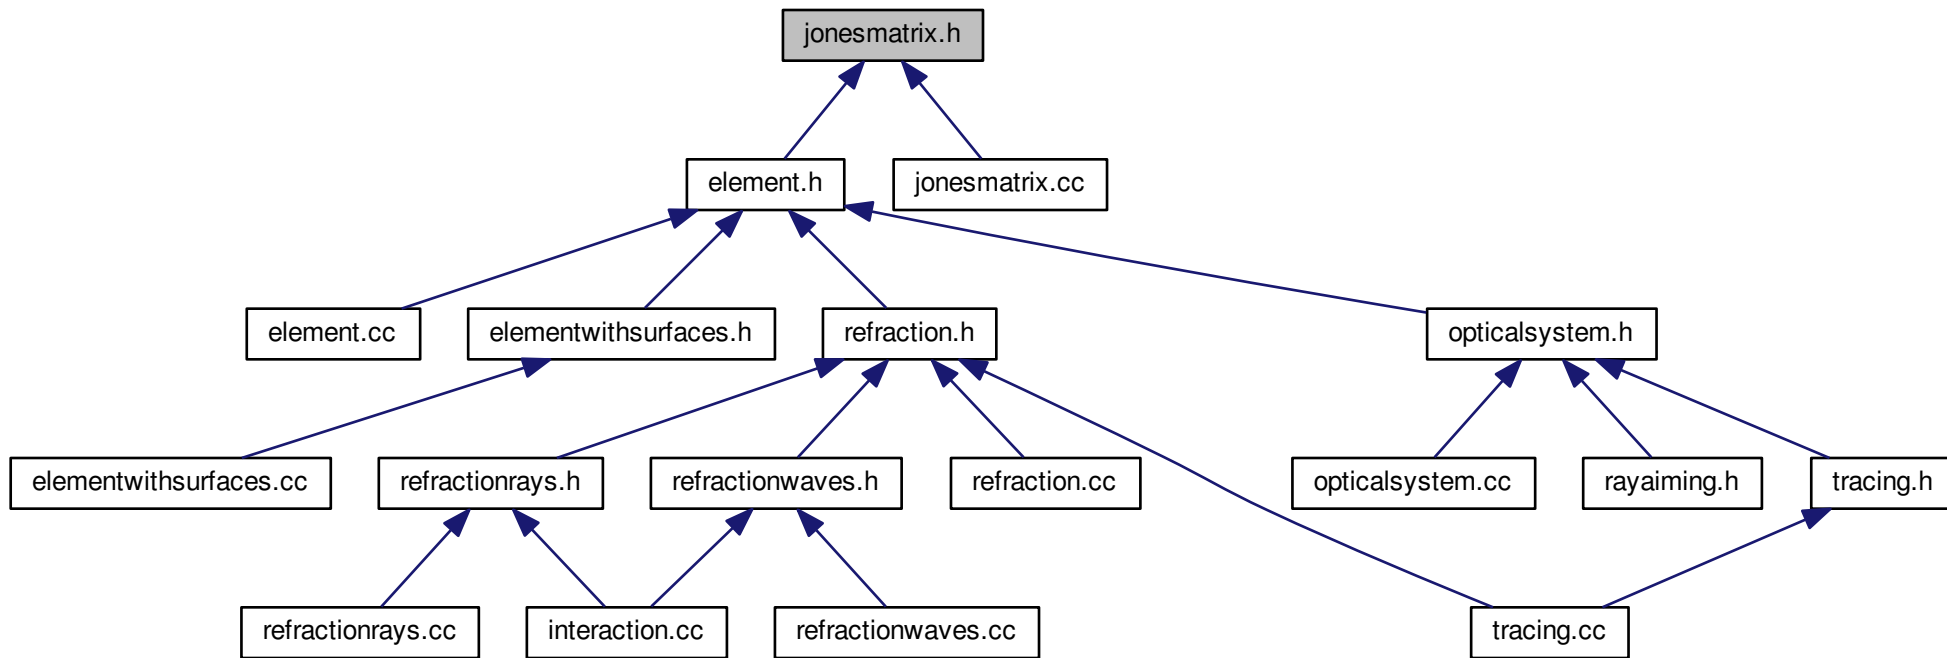 jonesmatrix.h
element.h
jonesmatrix.cc
element.cc
elementwithsurfaces.h
refraction.h
opticalsystem.h
elementwithsurfaces.cc
refractionrays.h
refractionwaves.h
refraction.cc
opticalsystem.cc
rayaiming.h
tracing.h
refractionrays.cc
interaction.cc
refractionwaves.cc
tracing.cc